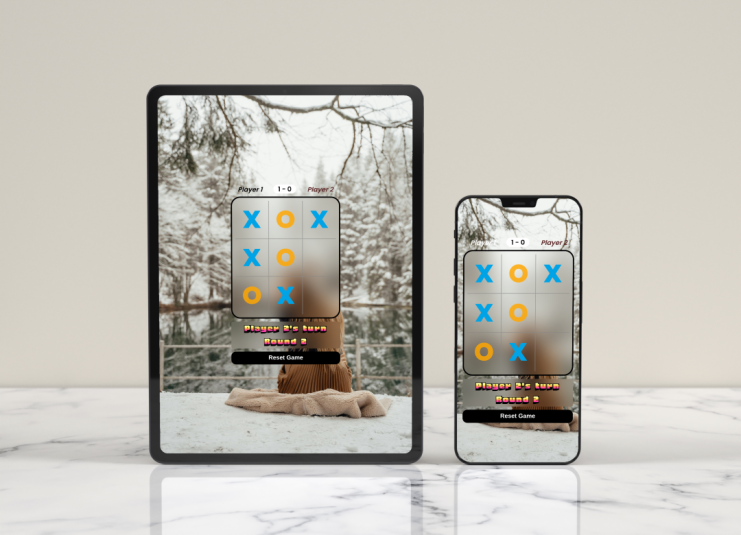 Player 1 1 - 0 Player 2
X O X
X O
O X
Player 2's turn
Round 2
Reset Game
Player 1 - 0 Player 2
X O X
X O
O X
Player 2's turn
Round 2
Reset Game